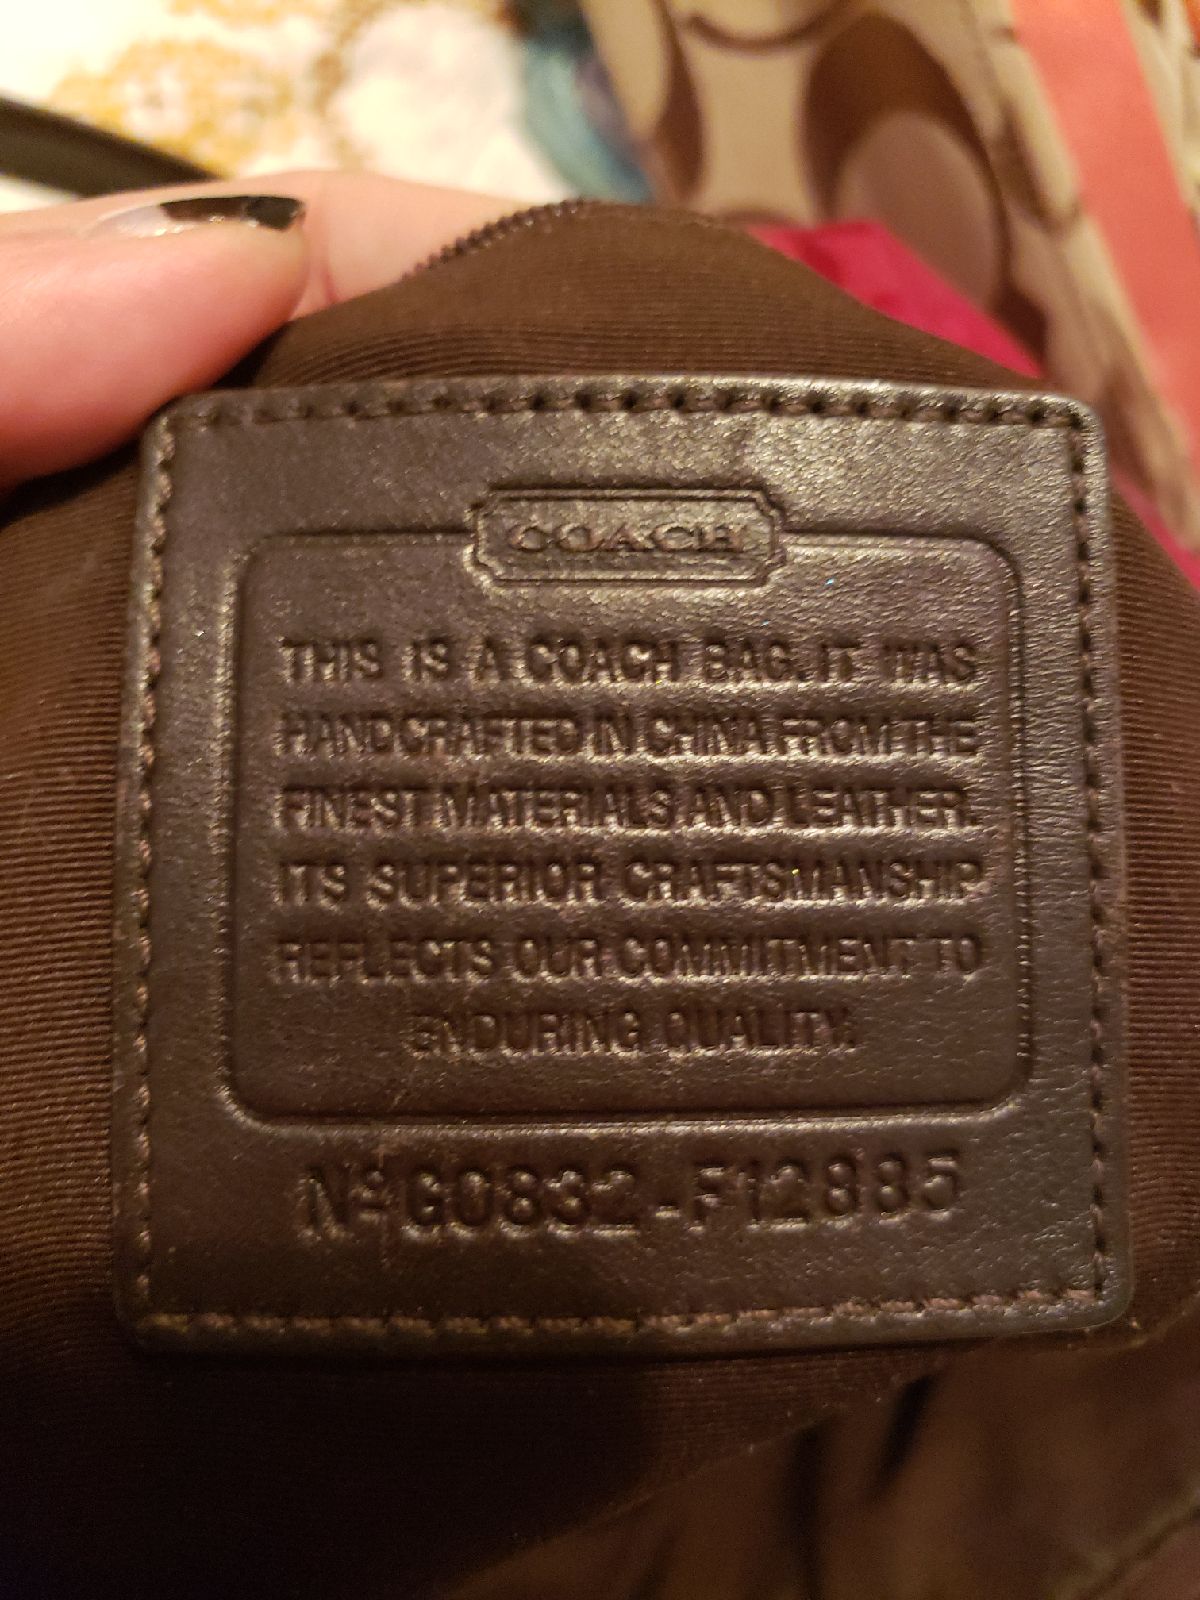 COACH
THIS IS A COACH BAG. IT WAS
HANDCRAFTED IN CHINA FROM THE
FINEST MATERIALS AND LEATHER.
ITS SUPERIOR CRAFTSMANSHIP
REFLECTS OUR COMMITMENT TO
ENDURING QUALITY.
Nº G0832-F12885